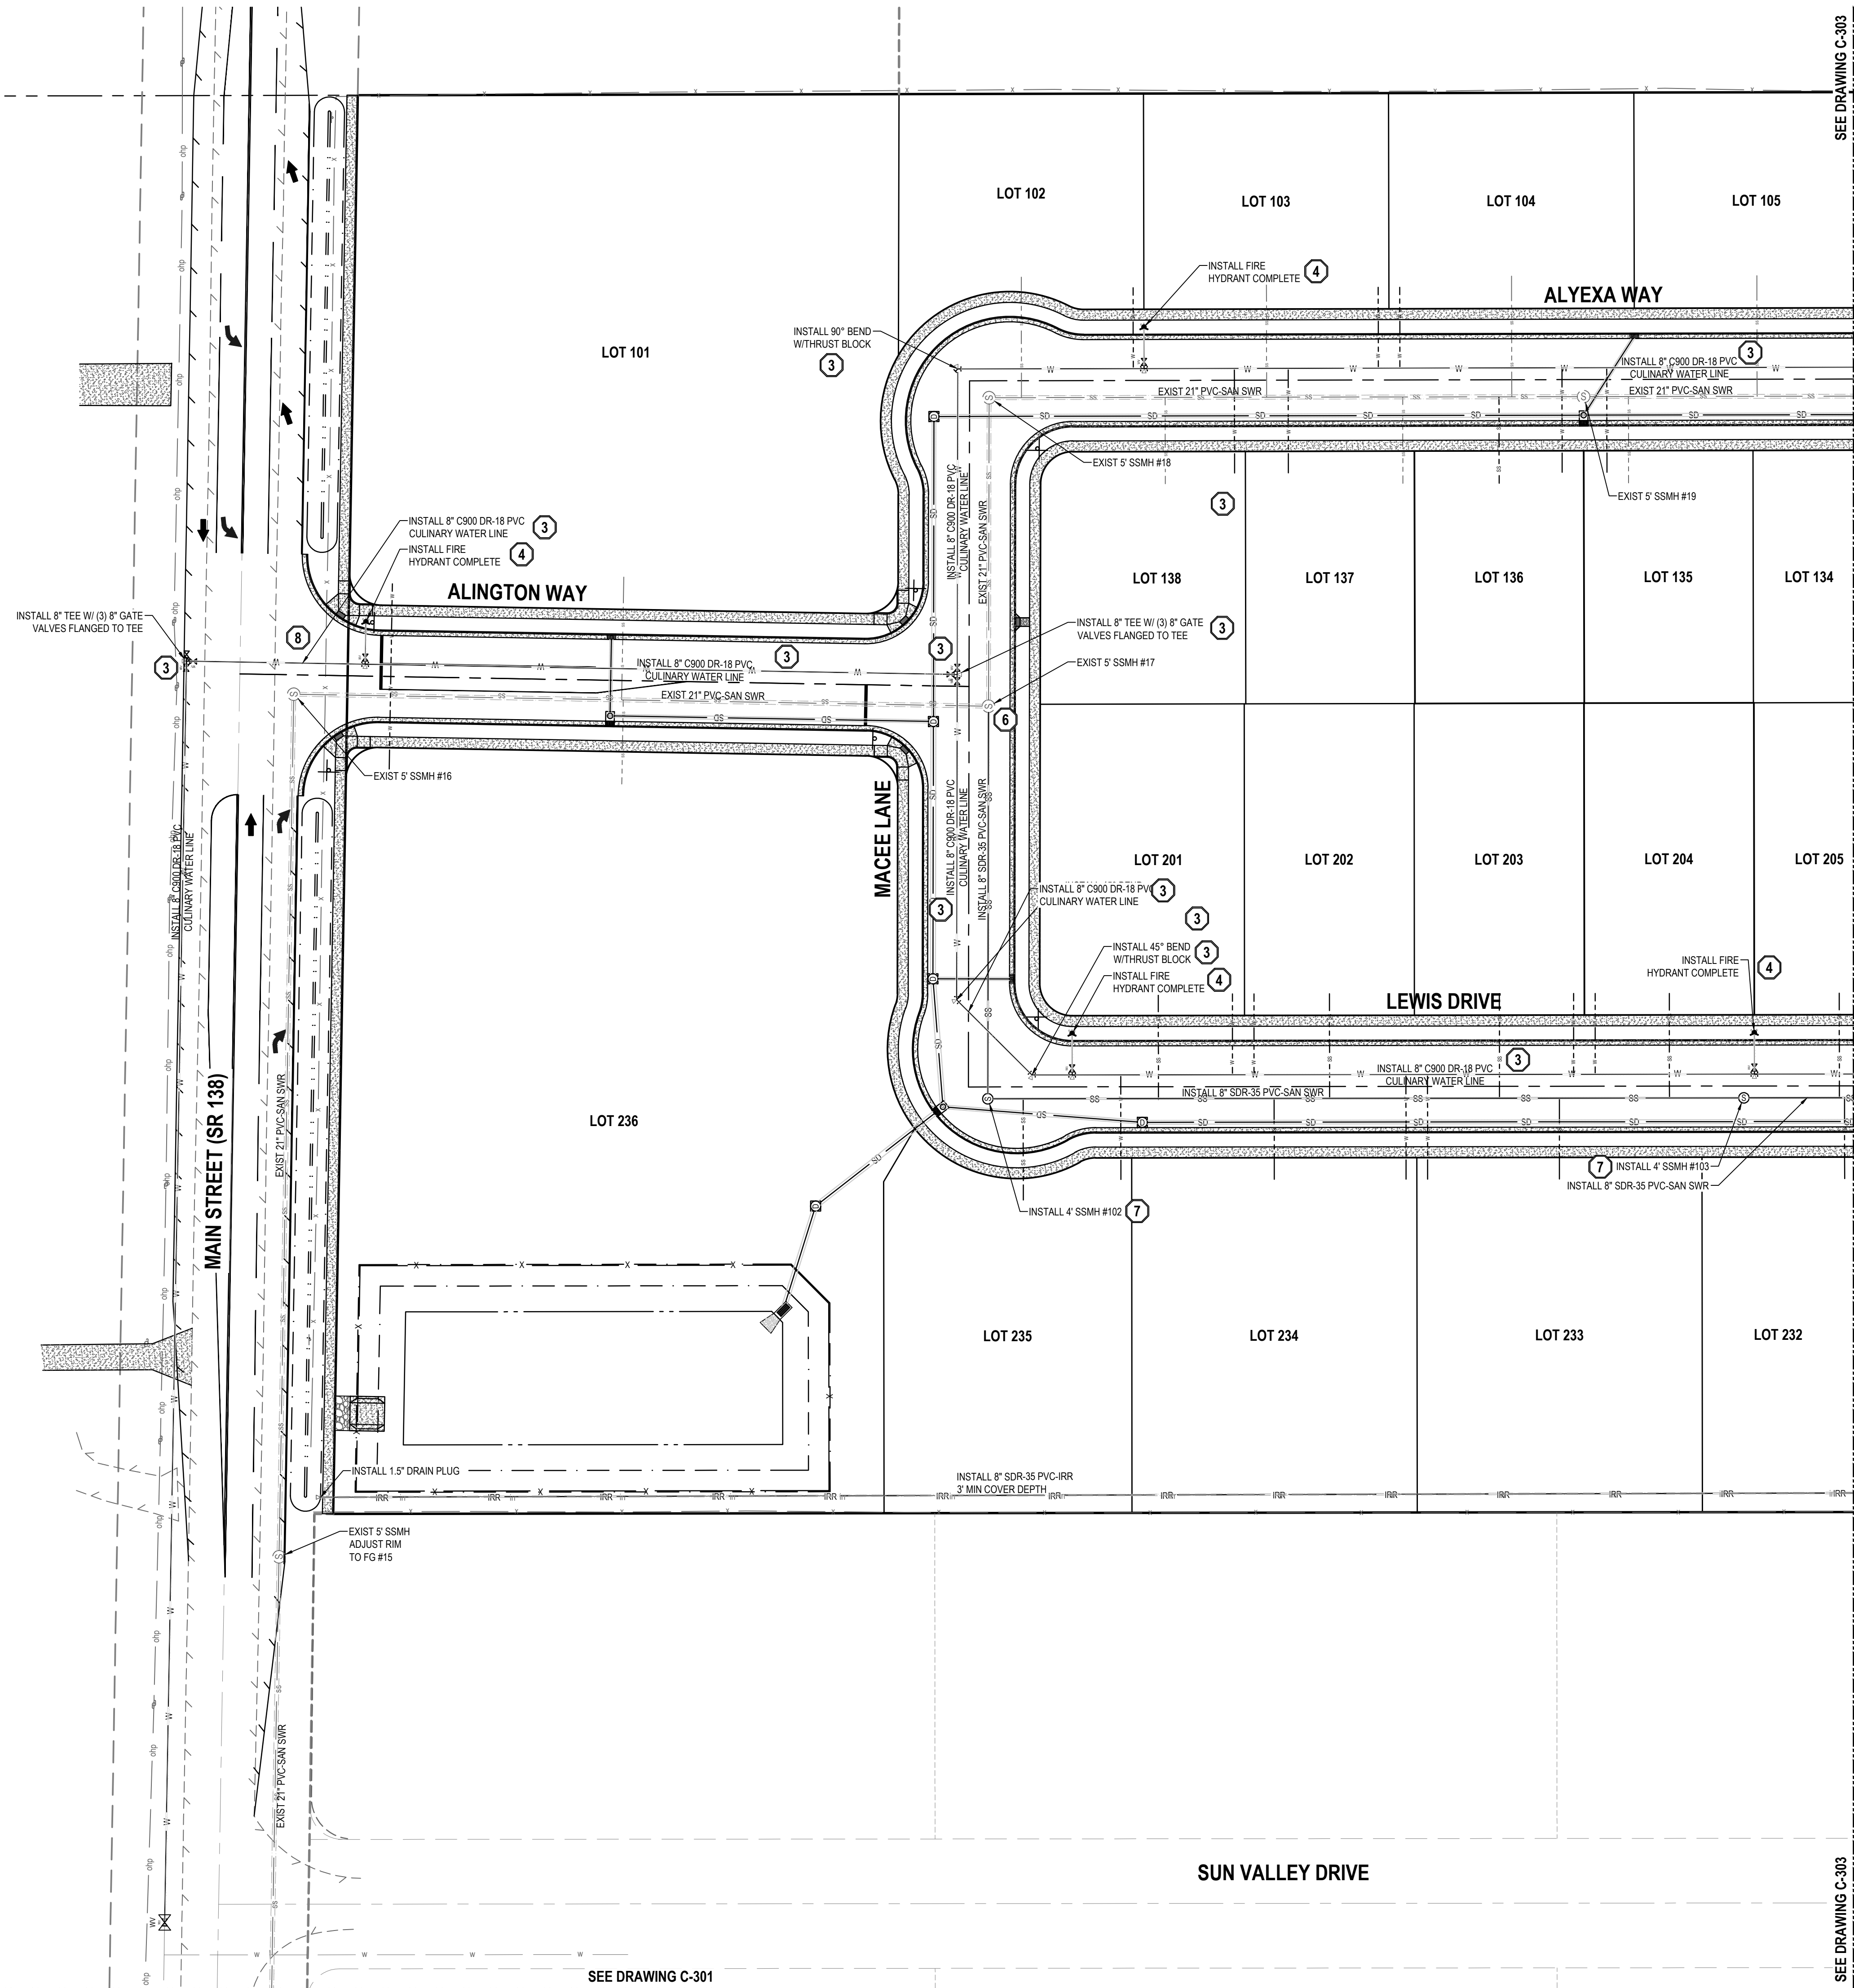 SEE DRAWING C-303
LOT 102
LOT 103
LOT 104
LOT 105
INSTALL FIRE
HYDRANT COMPLETE
4
ALYEXA WAY
INSTALL 90° BEND
W/THRUST BLOCK
3
LOT 101
3
INSTALL 8" C900 DR-18 PVC
CULINARY WATER LINE
EXIST 21" PVC-SAN SWR
EXIST 21" PVC-SAN SWR
EXIST 5' SSMH #18
EXIST 5' SSMH #19
INSTALL 8" C900 DR-18 PVC
CULINARY WATER LINE
EXIST 21" PVC-SAN SWR
3
INSTALL 8" C900 DR-18 PVC
CULINARY WATER LINE
3
INSTALL FIRE
HYDRANT COMPLETE
4
ALINGTON WAY
LOT 138
LOT 137
LOT 136
LOT 135
LOT 134
INSTALL 8" TEE W/ (3) 8" GATE
VALVES FLANGED TO TEE
3
8
INSTALL 8" C900 DR-18 PVC
CULINARY WATER LINE
3
3
EXIST 21" PVC-SAN SWR
INSTALL 8" TEE W/ (3) 8" GATE
VALVES FLANGED TO TEE
3
EXIST 5' SSMH #17
6
EXIST 5' SSMH #16
MACEE LANE
INSTALL 8" C900 DR-18 PVC
CULINARY WATER LINE
INSTALL 8" SDR-35 PVC-SAN SWR
INSTALL 8" C900 DR-18 PVC
CULINARY WATER LINE
LOT 201
LOT 202
LOT 203
LOT 204
LOT 205
INSTALL 8" C900 DR-18 PVC
CULINARY WATER LINE
3
3
3
INSTALL 45° BEND
W/THRUST BLOCK
3
INSTALL FIRE
HYDRANT COMPLETE
4
INSTALL FIRE
HYDRANT COMPLETE
4
LEWIS DRIVE
3
INSTALL 8" C900 DR-18 PVC
CULINARY WATER LINE
INSTALL 8" SDR-35 PVC-SAN SWR
MAIN STREET (SR 138)
EXIST 21" PVC-SAN SWR
LOT 236
7
INSTALL 4' SSMH #103
INSTALL 8" SDR-35 PVC-SAN SWR
INSTALL 4' SSMH #102
7
LOT 235
LOT 234
LOT 233
LOT 232
INSTALL 1.5" DRAIN PLUG
INSTALL 8" SDR-35 PVC-IRR
3' MIN COVER DEPTH
EXIST 5' SSMH
ADJUST RIM
TO FG #15
EXIST 21" PVC-SAN SWR
SUN VALLEY DRIVE
WV
SEE DRAWING C-301
SEE DRAWING C-303